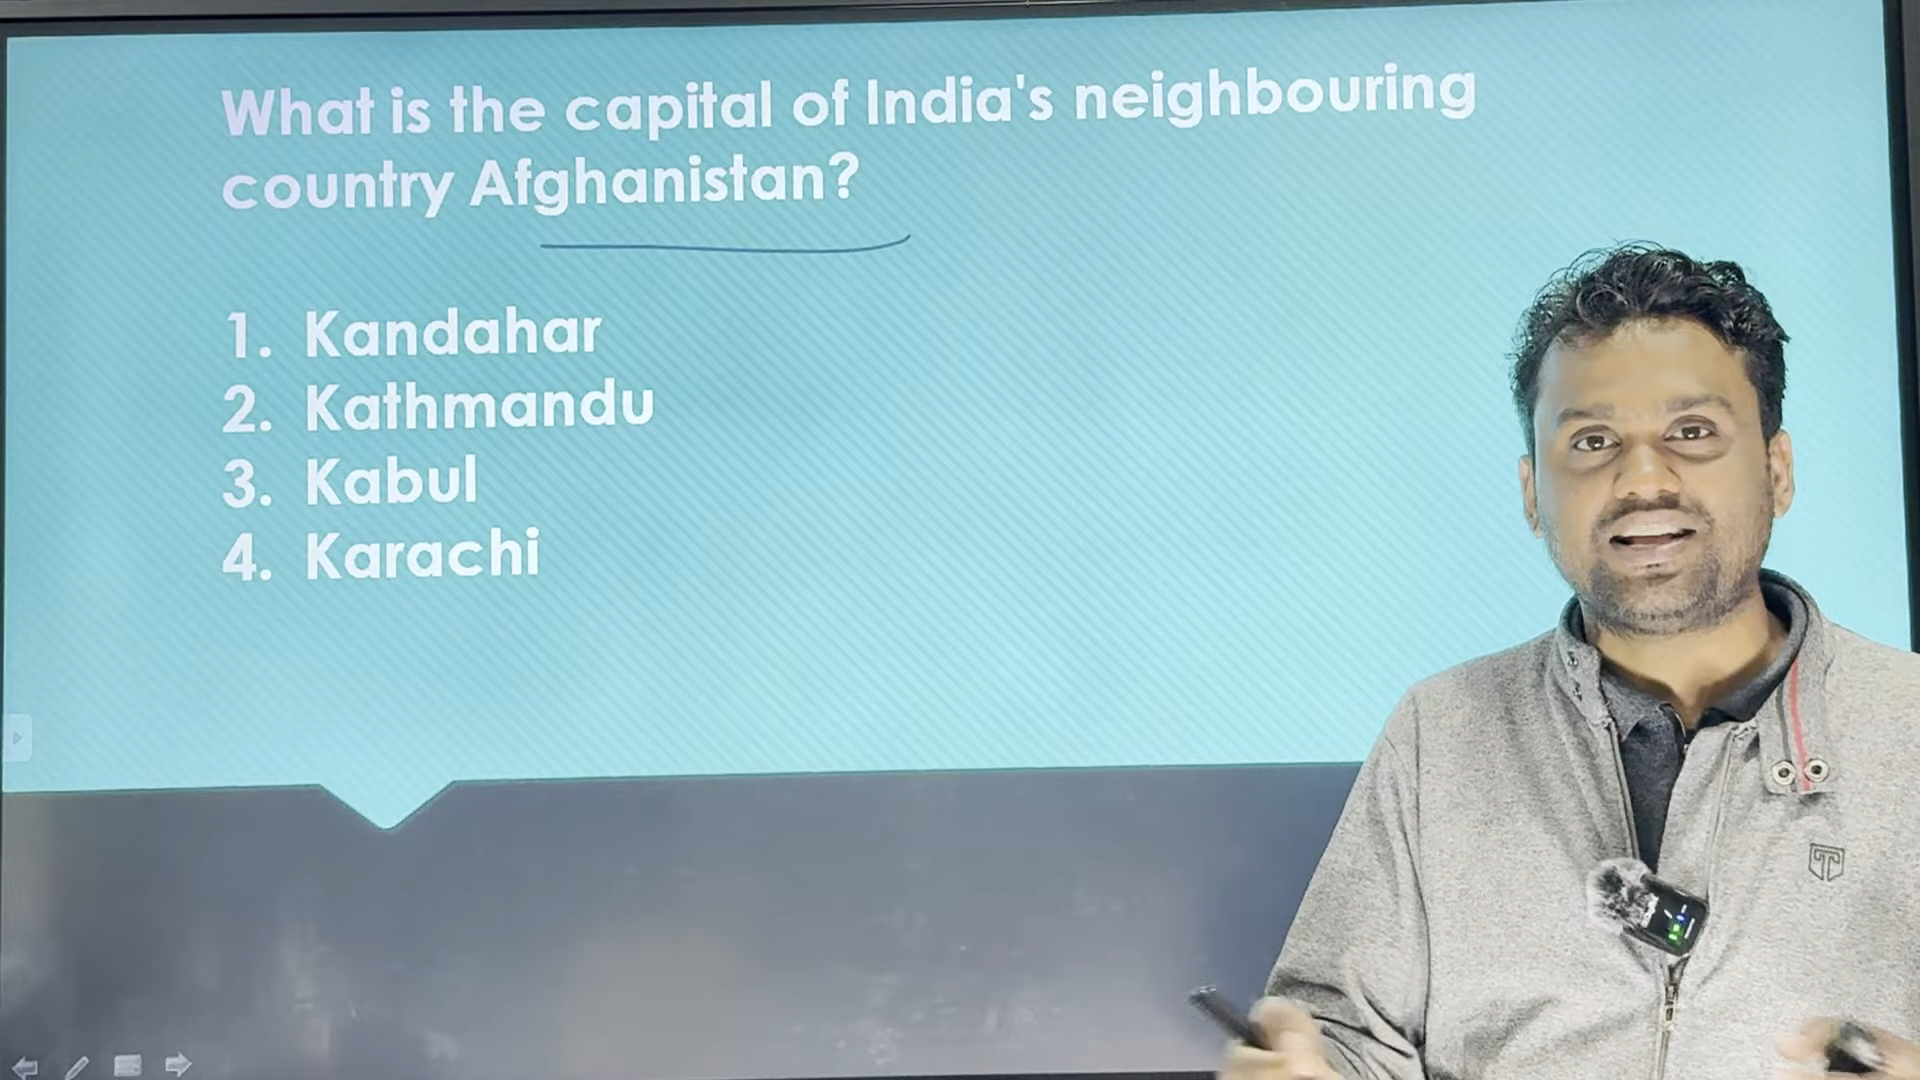 What is the capital of India's neighbouring
country Afghanistan?
1. Kandahar
2. Kathmandu
3. Kabul
4. Karachi